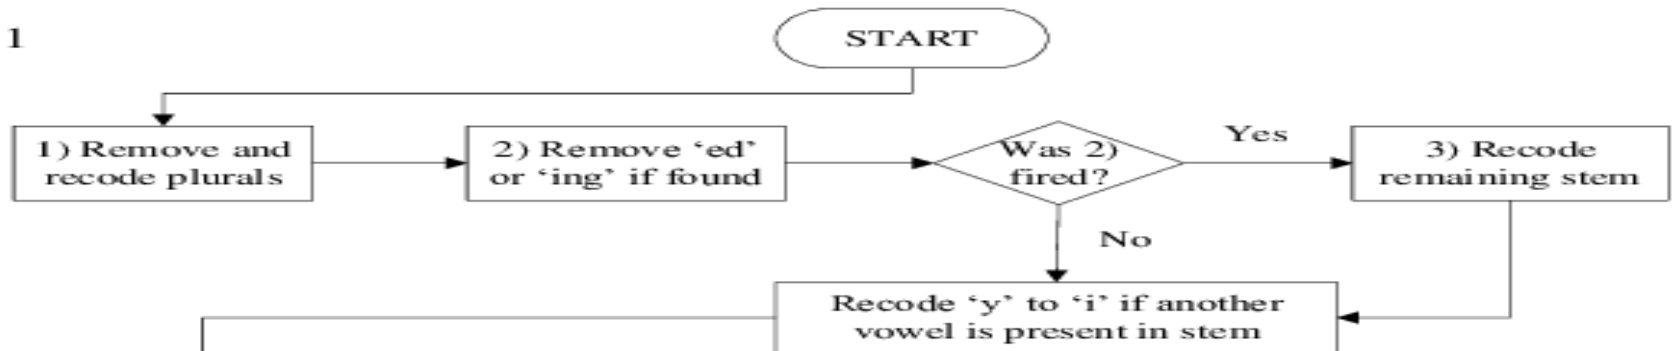 1
START
1) Remove and
recode plurals
2) Remove ‘ed’
or ‘ing’ if found
Was 2)
fired?
Yes
3) Recode
remaining stem
No
Recode ‘y’ to ‘i’ if another
vowel is present in stem